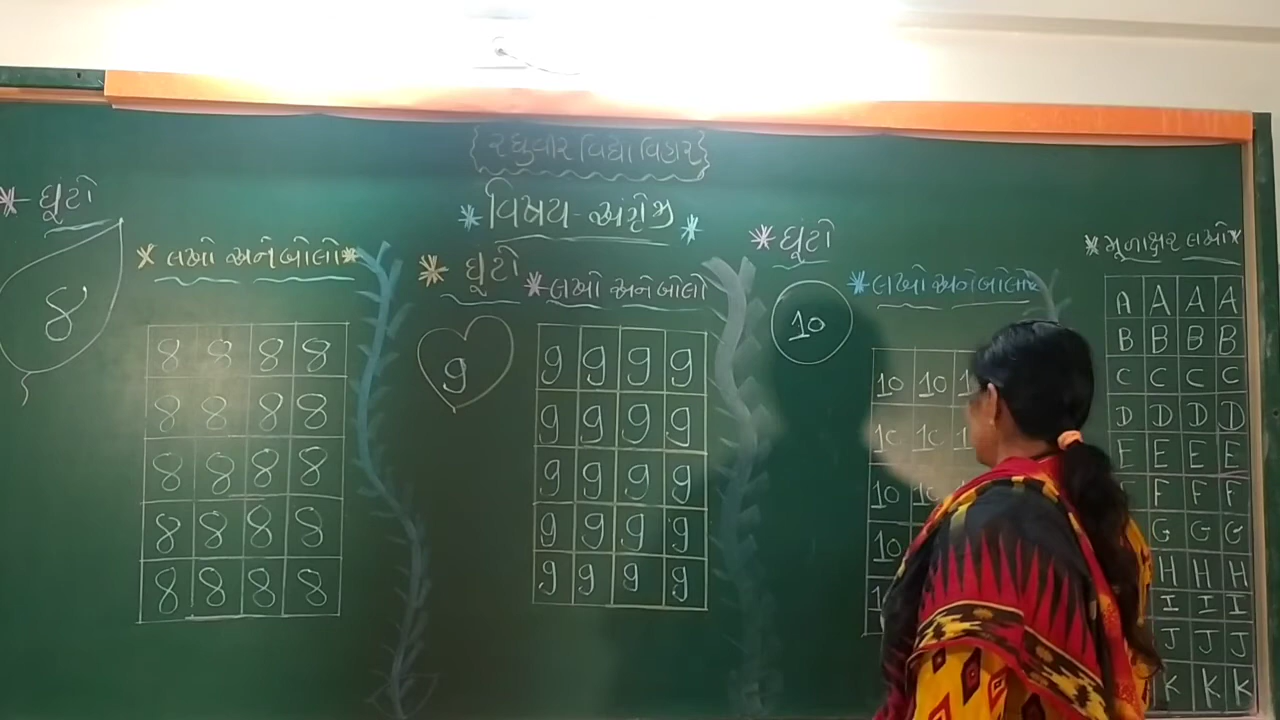 {રઘુવીર વિદ્યા વિહાર}
* વિષય - અંગ્રેજી *
* ઘૂંટો
8
* લખો અને બોલો *
8 8 8 8
8 8 8 8
8 8 8 8
8 8 8 8
8 8 8 8
* ઘૂંટો
9
* લખો અને બોલો
9 9 9 9
9 9 9 9
9 9 9 9
9 9 9 9
9 9 9 9
* ઘૂંટો
10
* લખો અને બોલો *
10 10
10 10
10 10
10
* મૂળાક્ષર લખો *
A A A A
B B B B
C C C C
D D D D
E E E E
F F F
G G G
H H H
I I I
J J J
K K K